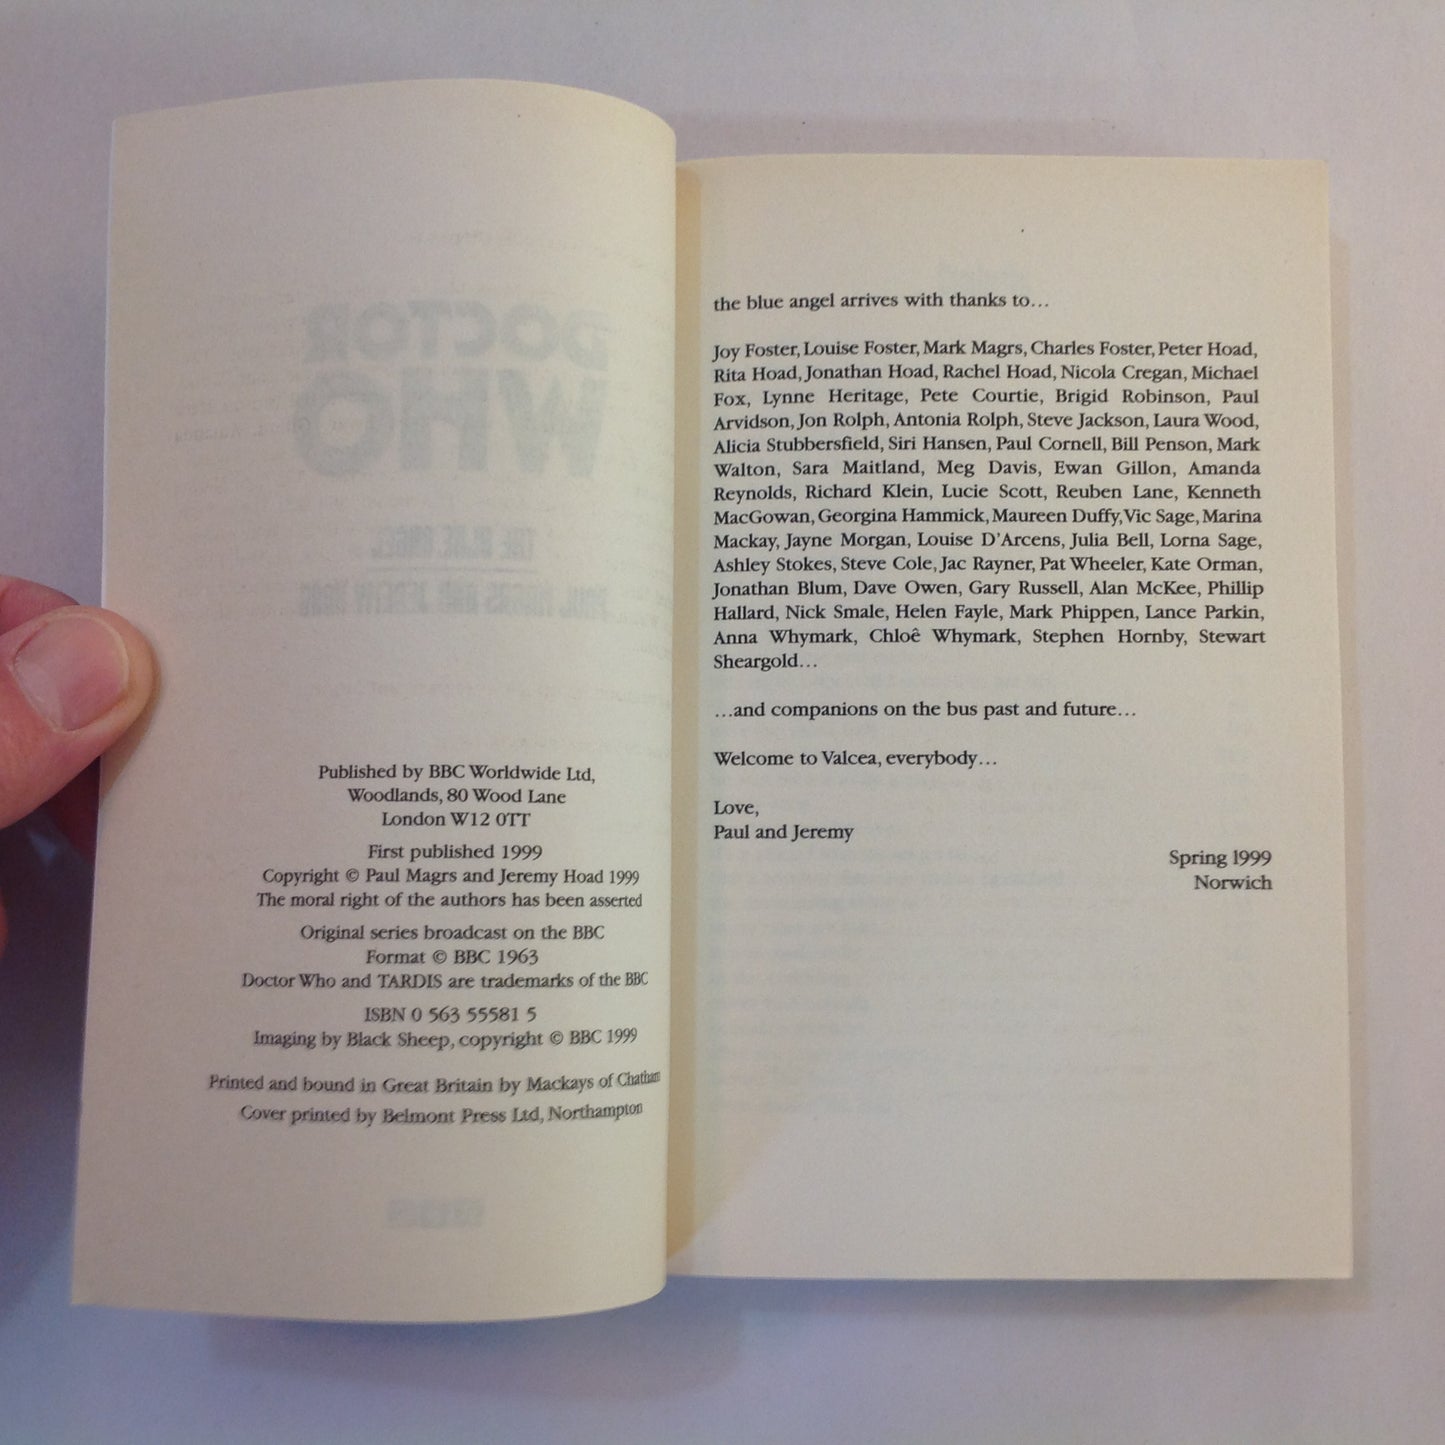 Published by BBC Worldwide Ltd,
Woodlands, 80 Wood Lane
London W12 0TT
First published 1999
Copyright © Paul Magrs and Jeremy Hoad 1999
The moral right of the authors has been asserted
Original series broadcast on the BBC
Format © BBC 1963
Doctor Who and TARDIS are trademarks of the BBC
ISBN 0 563 55581 5
Imaging by Black Sheep, copyright © BBC 1999
Printed and bound in Great Britain by Mackays of Chatham
Cover printed by Belmont Press Ltd, Northampton
the blue angel arrives with thanks to…
Joy Foster, Louise Foster, Mark Magrs, Charles Foster, Peter Hoad,
Rita Hoad, Jonathan Hoad, Rachel Hoad, Nicola Cregan, Michael
Fox, Lynne Heritage, Pete Courtie, Brigid Robinson, Paul
Arvidson, Jon Rolph, Antonia Rolph, Steve Jackson, Laura Wood,
Alicia Stubbersfield, Siri Hansen, Paul Cornell, Bill Penson, Mark
Walton, Sara Maitland, Meg Davis, Ewan Gillon, Amanda
Reynolds, Richard Klein, Lucie Scott, Reuben Lane, Kenneth
MacGowan, Georgina Hammick, Maureen Duffy, Vic Sage, Marina
Mackay, Jayne Morgan, Louise D'Arcens, Julia Bell, Lorna Sage,
Ashley Stokes, Steve Cole, Jac Rayner, Pat Wheeler, Kate Orman,
Jonathan Blum, Dave Owen, Gary Russell, Alan McKee, Phillip
Hallard, Nick Smale, Helen Fayle, Mark Phippen, Lance Parkin,
Anna Whymark, Chloê Whymark, Stephen Hornby, Stewart
Sheargold…
…and companions on the bus past and future…
Welcome to Valcea, everybody…
Love,
Paul and Jeremy
Spring 1999
Norwich